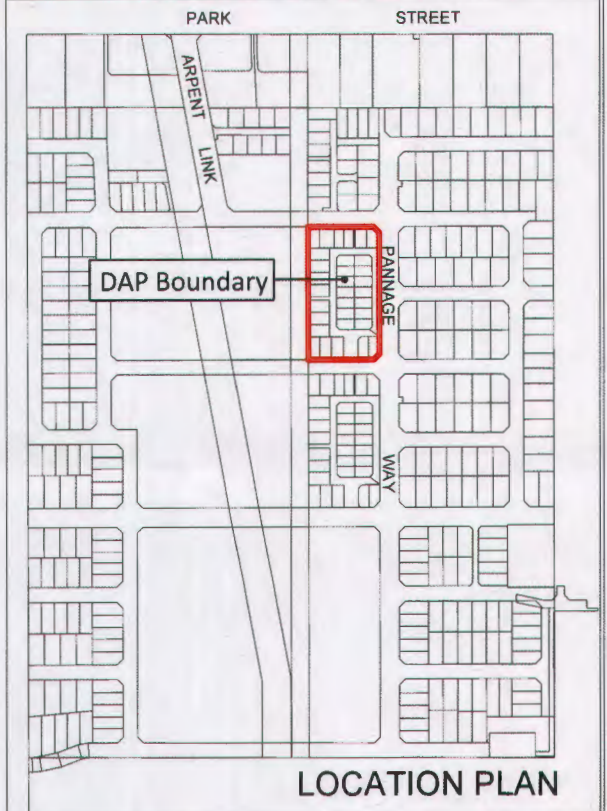 PARK STREET
ARPENT LINK
DAP Boundary
PANNAGE WAY
LOCATION PLAN